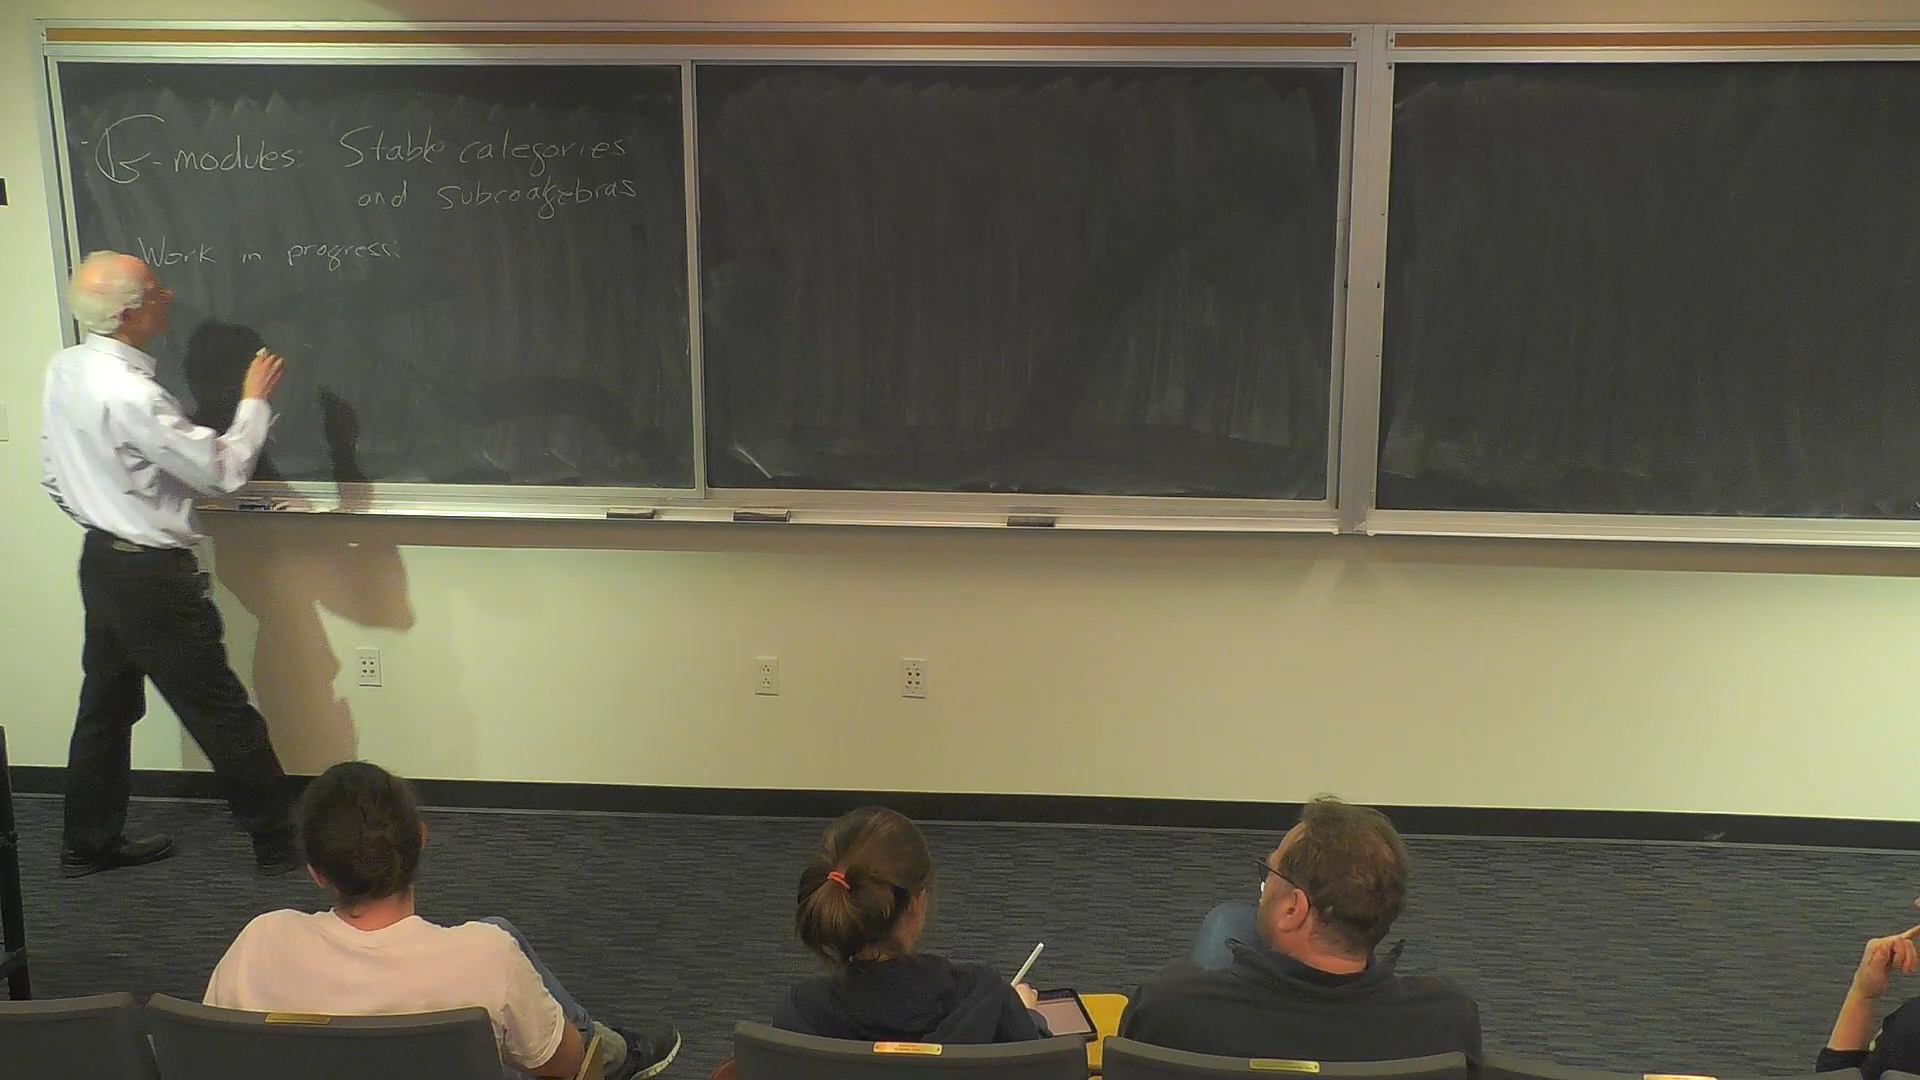 𝔾-modules: Stable categories
and subcoalgebras
Work in progress: